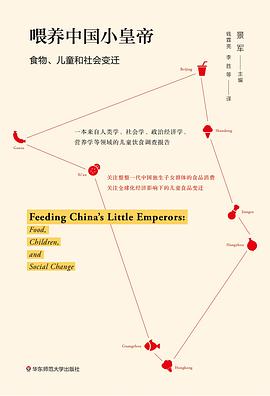 喂养中国小皇帝
食物、儿童和社会变迁
景军 主编
钱霖亮 李胜等 译
Beijing
Shandong
Gansu
Xi'an
一本来自人类学、社会学、政治经济学、
营养学等领域的儿童饮食调查报告
关注整整一代中国独生子女群体的食品消费
关注全球化经济影响下的儿童食品变迁
Jiangsu
Feeding China's Little Emperors:
Food,
Children,
and
Social Change
Hangzhou
Guangzhou
Hongkong
华东师范大学出版社